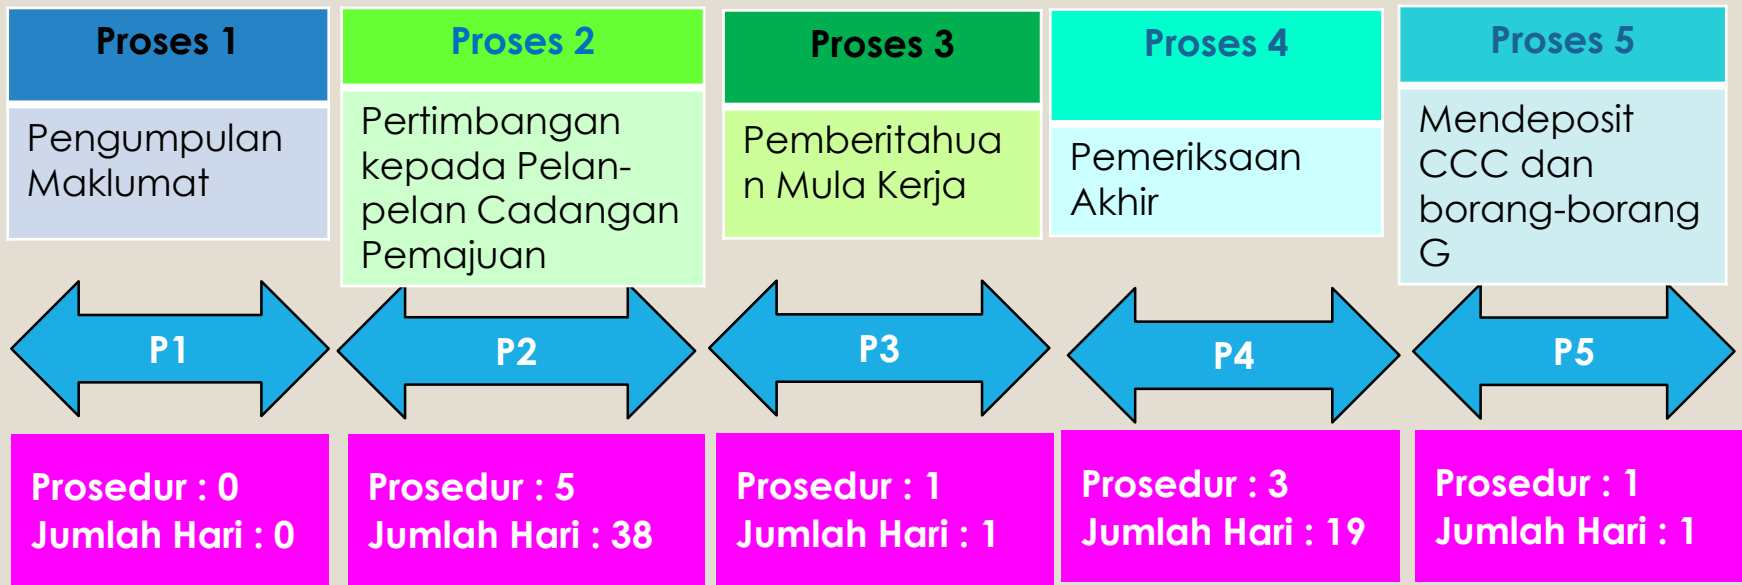 Proses 1
Pengumpulan
Maklumat
Proses 2
Pertimbangan
kepada Pelan-
pelan Cadangan
Pemajuan
Proses 3
Pemberitahua
n Mula Kerja
Proses 4
Pemeriksaan
Akhir
Proses 5
Mendeposit
CCC dan
borang-borang
G
P1
P2
P3
P4
P5
Prosedur : 0
Jumlah Hari : 0
Prosedur : 5
Jumlah Hari : 38
Prosedur : 1
Jumlah Hari : 1
Prosedur : 3
Jumlah Hari : 19
Prosedur : 1
Jumlah Hari : 1